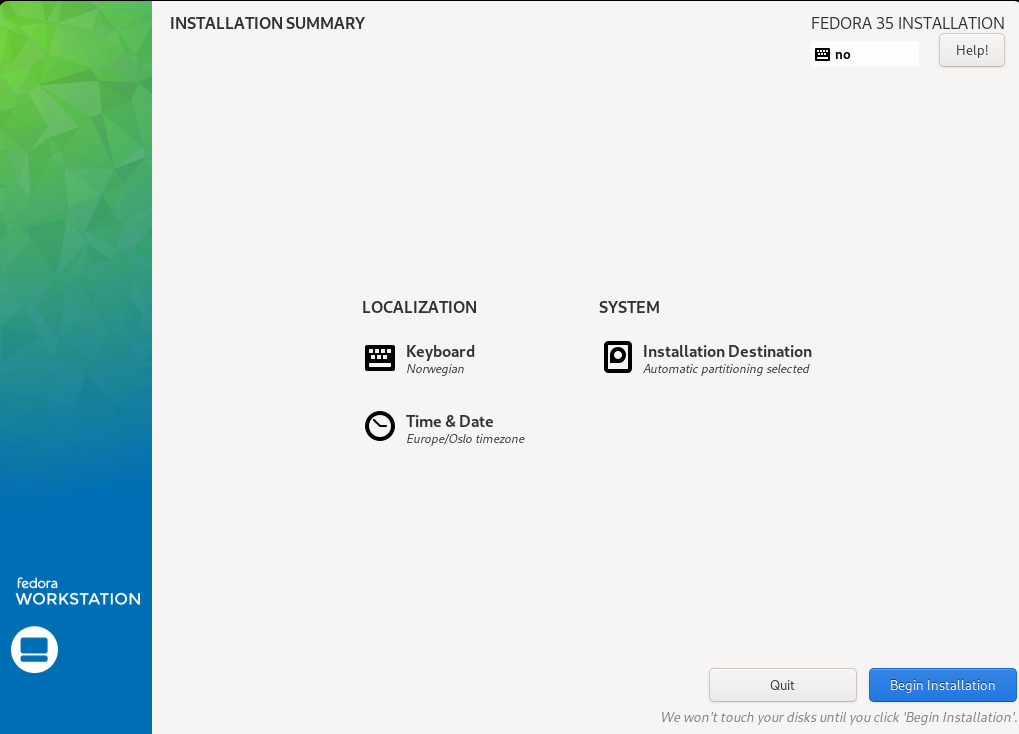 INSTALLATION SUMMARY
FEDORA 35 INSTALLATION
no
Help!
LOCALIZATION
Keyboard
Norwegian
Time & Date
Europe/Oslo timezone
SYSTEM
Installation Destination
Automatic partitioning selected
fedora
WORKSTATION
Quit
Begin Installation
We won't touch your disks until you click 'Begin Installation'.